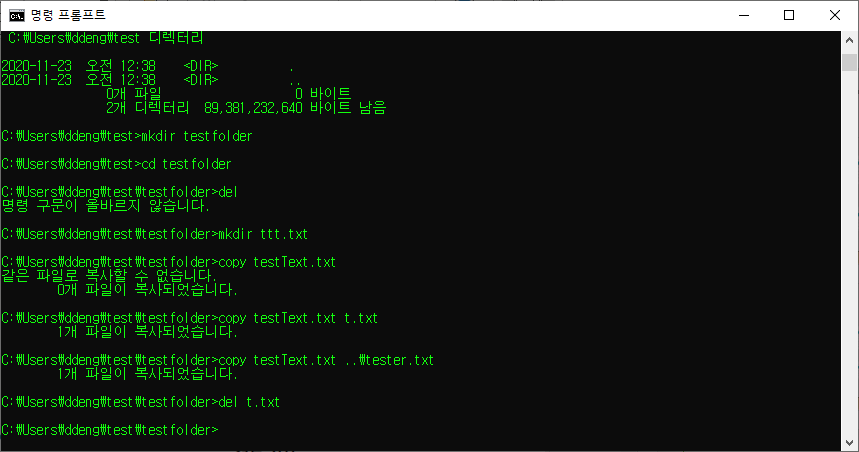 명령 프롬프트
C:\Users\ddeng\test 디렉터리
2020-11-23  오전 12:38    <DIR>          .
2020-11-23  오전 12:38    <DIR>          ..
0개 파일                   0 바이트
2개 디렉터리  89,381,232,640 바이트 남음
C:₩Users₩ddeng₩test>mkdir testfolder
C:₩Users₩ddeng₩test>cd testfolder
C:₩Users₩ddeng₩test₩testfolder>del
명령 구문이 올바르지 않습니다.
C:₩Users₩ddeng₩test₩testfolder>mkdir ttt.txt
C:₩Users₩ddeng₩test₩testfolder>copy testText.txt
같은 파일로 복사할 수 없습니다.
0개 파일이 복사되었습니다.
C:₩Users₩ddeng₩test₩testfolder>copy testText.txt t.txt
1개 파일이 복사되었습니다.
C:₩Users₩ddeng₩test₩testfolder>copy testText.txt ..₩tester.txt
1개 파일이 복사되었습니다.
C:₩Users₩ddeng₩test₩testfolder>del t.txt
C:₩Users₩ddeng₩test₩testfolder>